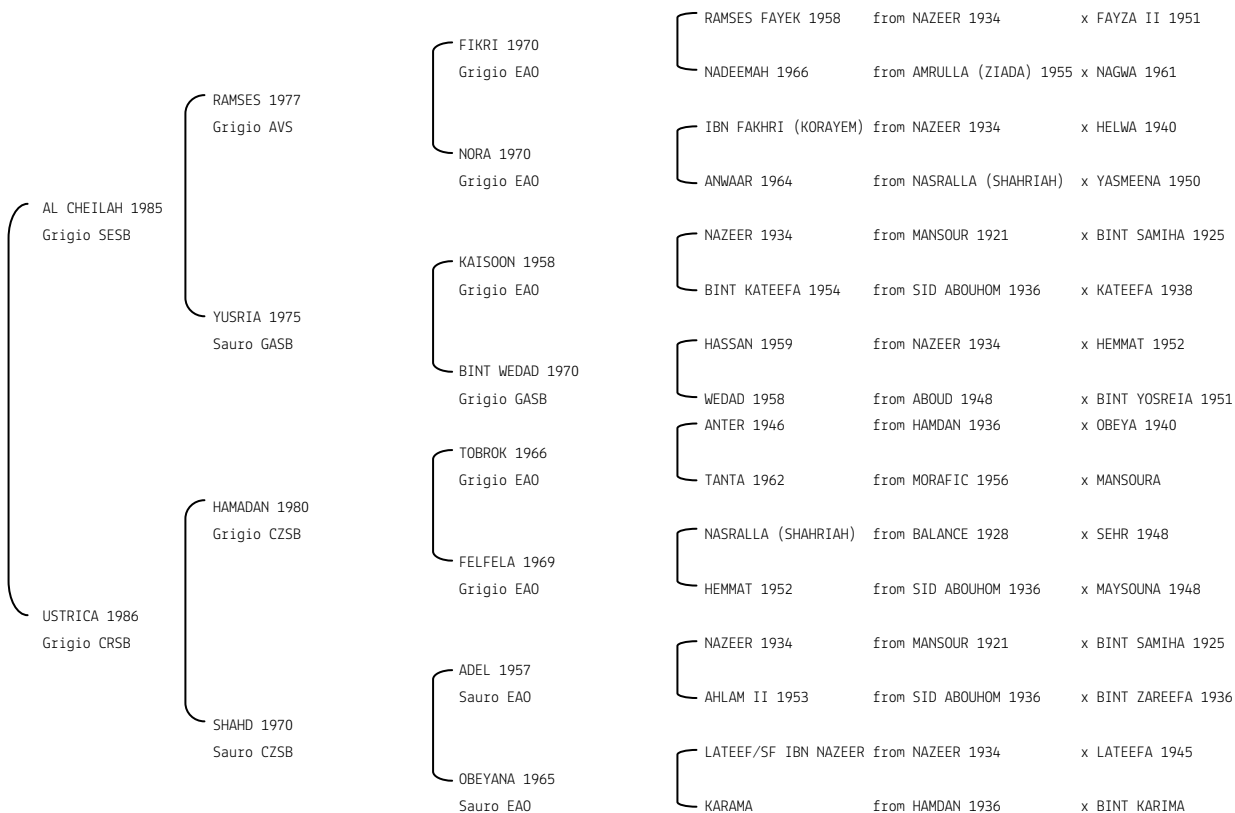 RAMSES FAYEK 1958 from NAZEER 1934 x FAYZA II 1951
FIKRI 1970
Grigio EAO
NADEEMAH 1966 from AMRULLA (ZIADA) 1955 x NAGWA 1961
RAMSES 1977
Grigio AVS
IBN FAKHRI (KORAYEM) from NAZEER 1934 x HELWA 1940
NORA 1970
Grigio EAO
ANWAAR 1964 from NASRALLA (SHAHRIAH) x YASMEENA 1950
AL CHEILAH 1985
Grigio SESB
NAZEER 1934 from MANSOUR 1921 x BINT SAMIHA 1925
KAISOON 1958
Grigio EAO
BINT KATEEFA 1954 from SID ABOUHOM 1936 x KATEEFA 1938
YUSRIA 1975
Sauro GASB
HASSAN 1959 from NAZEER 1934 x HEMMAT 1952
BINT WEDAD 1970
Grigio GASB
WEDAD 1958 from ABOUD 1948 x BINT YOSREIA 1951
ANTER 1946 from HAMDAN 1936 x OBEYA 1940
TOBROK 1966
Grigio EAO
TANTA 1962 from MORAFIC 1956 x MANSOURA
HAMADAN 1980
Grigio CZSB
NASRALLA (SHAHRIAH) from BALANCE 1928 x SEHR 1948
FELFELA 1969
Grigio EAO
HEMMAT 1952 from SID ABOUHOM 1936 x MAYSOUNA 1948
USTRICA 1986
Grigio CRSB
NAZEER 1934 from MANSOUR 1921 x BINT SAMIHA 1925
ADEL 1957
Sauro EAO
AHLAM II 1953 from SID ABOUHOM 1936 x BINT ZAREEFA 1936
SHAHD 1970
Sauro CZSB
LATEEF/SF IBN NAZEER from NAZEER 1934 x LATEEFA 1945
OBEYANA 1965
Sauro EAO
KARAMA from HAMDAN 1936 x BINT KARIMA